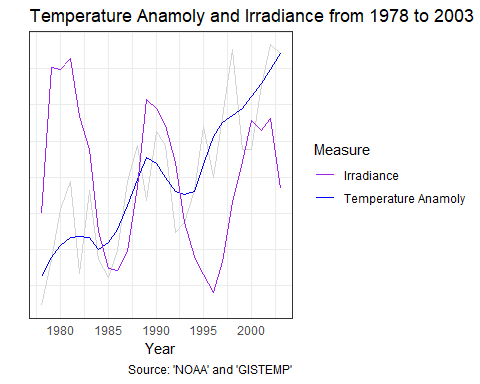 Temperature Anamoly and Irradiance from 1978 to 2003
Measure
Irradiance
Temperature Anamoly
1980 1985 1990 1995 2000
Year
Source: 'NOAA' and 'GISTEMP'